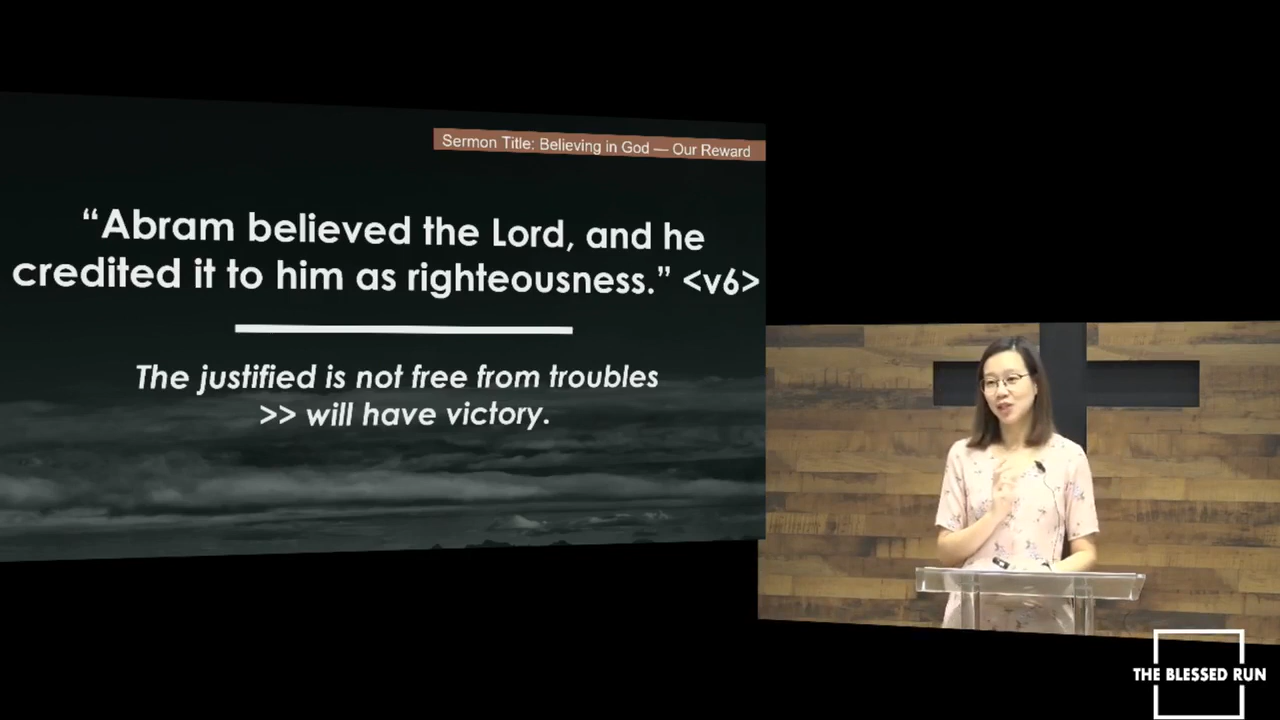 Sermon Title: Believing in God — Our Reward
“Abram believed the Lord, and he
credited it to him as righteousness.” <v6>
The justified is not free from troubles
>> will have victory.
THE BLESSED RUN